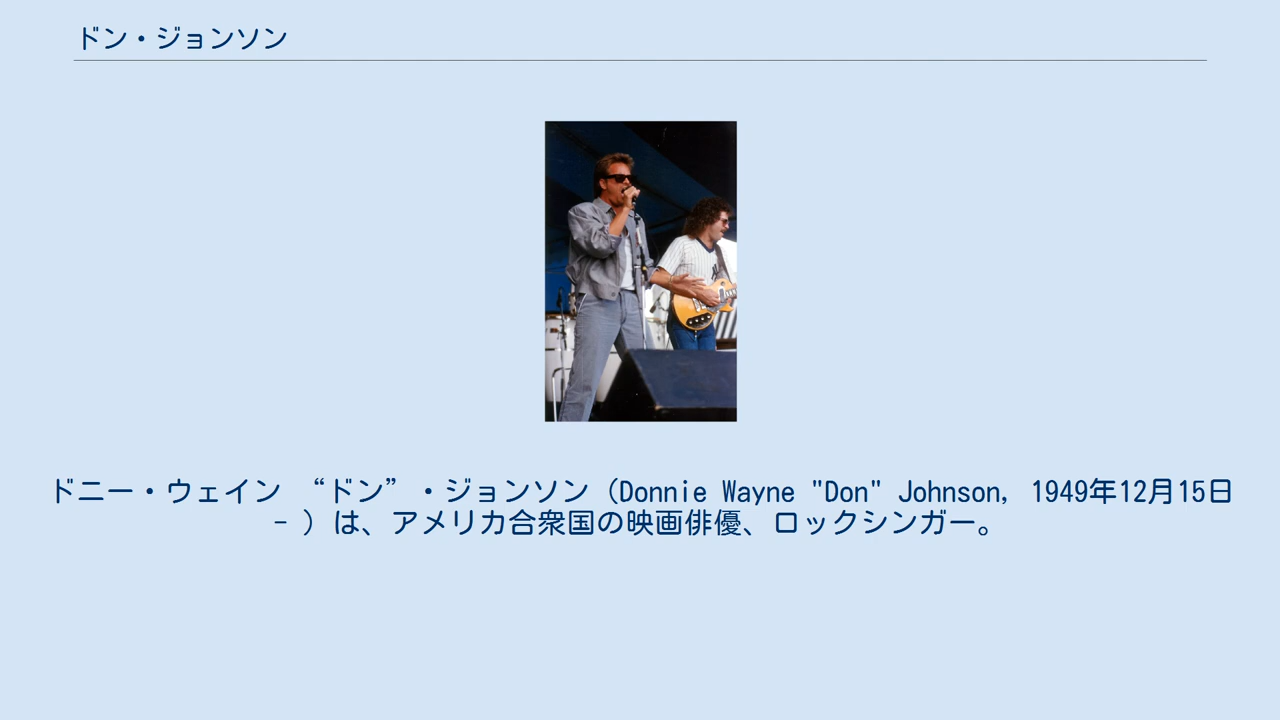 ドン・ジョンソン
ドニー・ウェイン “ドン”・ジョンソン（Donnie Wayne "Don" Johnson, 1949年12月15日
- ）は、アメリカ合衆国の映画俳優、ロックシンガー。